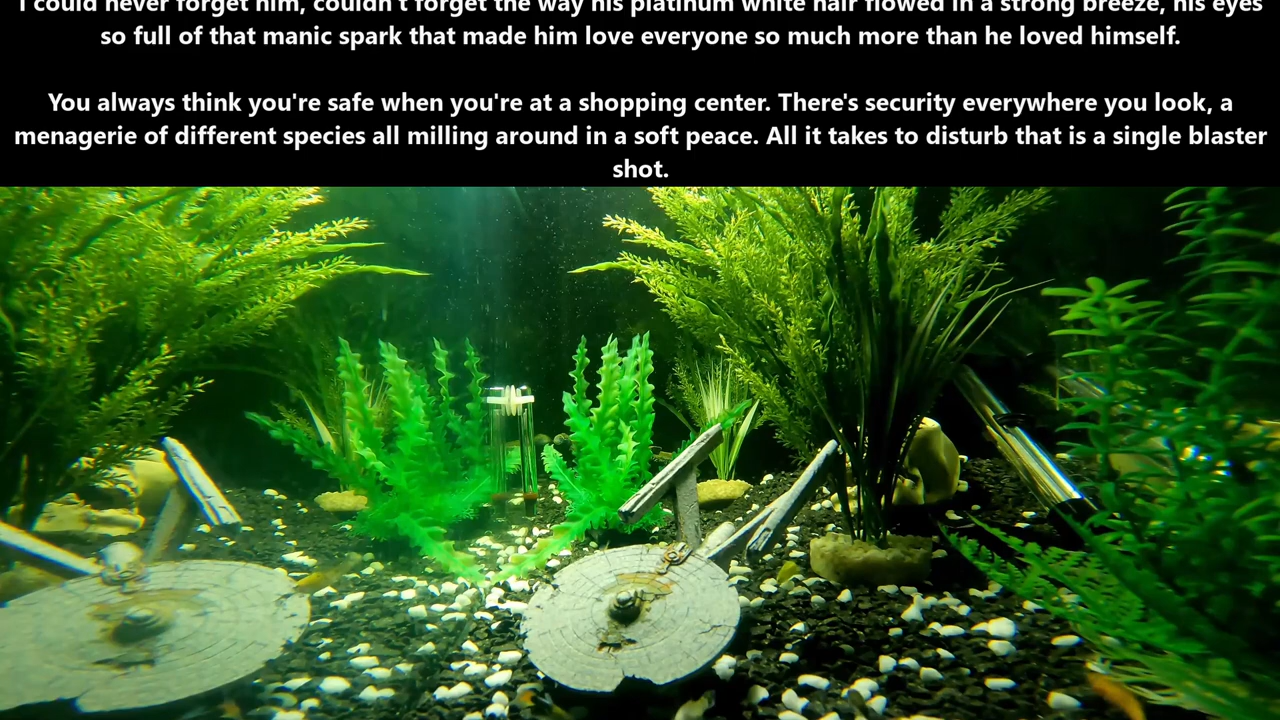 I could never forget him, couldn't forget the way his platinum white hair flowed in a strong breeze, his eyes
so full of that manic spark that made him love everyone so much more than he loved himself.
You always think you're safe when you're at a shopping center. There's security everywhere you look, a
menagerie of different species all milling around in a soft peace. All it takes to disturb that is a single blaster
shot.